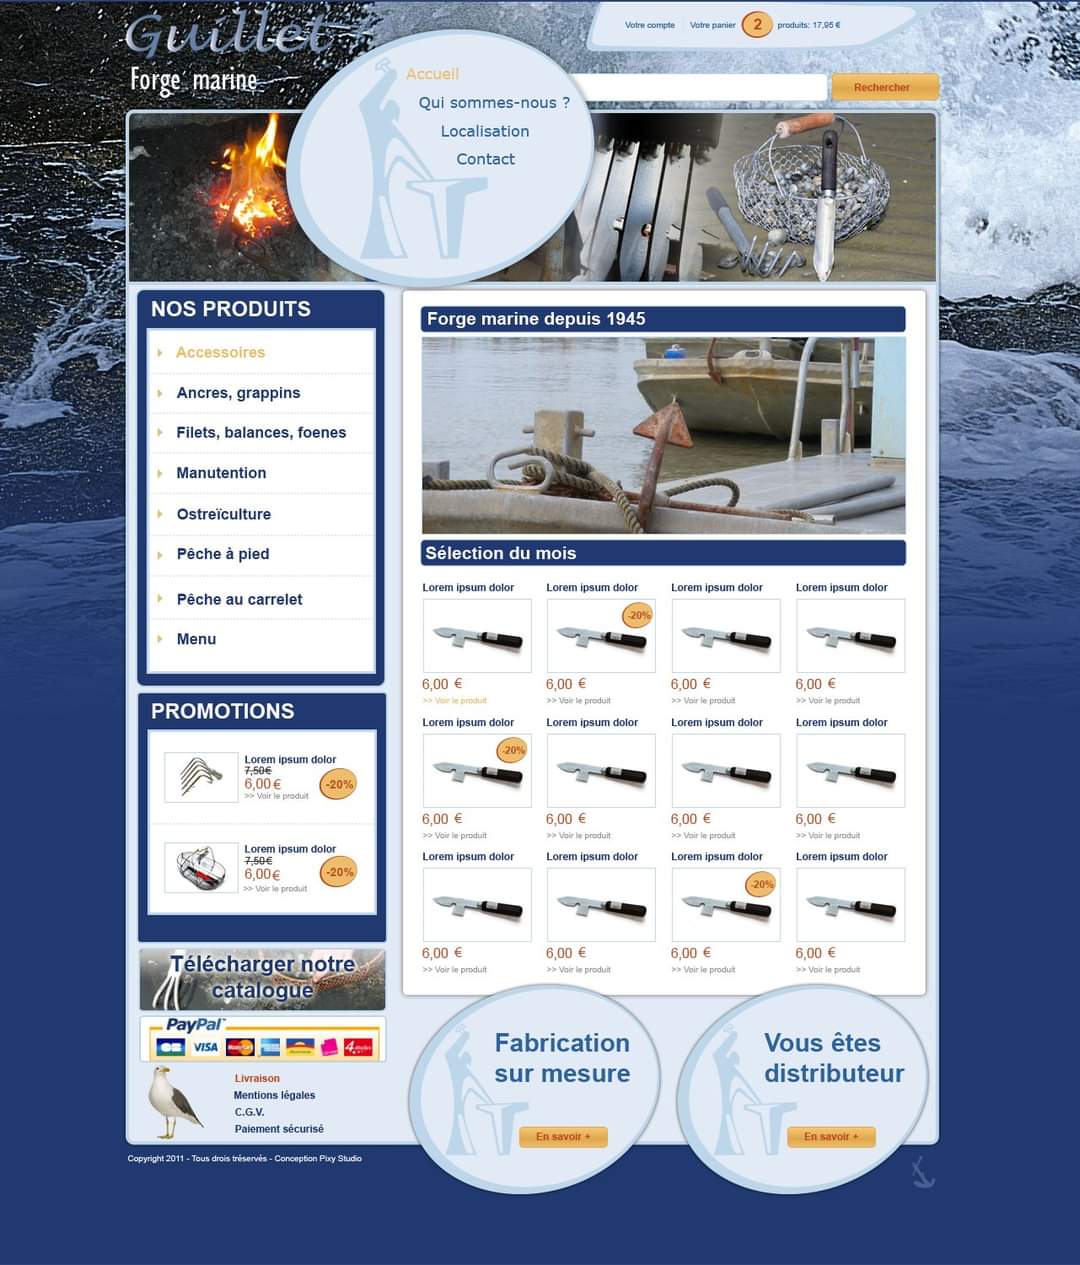 Guillet
Forge marine
Votre compte
Votre panier 2 produits: 17,95 €
Rechercher
Accueil
Qui sommes-nous ?
Localisation
Contact
NOS PRODUITS
Accessoires
Ancres, grappins
Filets, balances, foenes
Manutention
Ostreïculture
Pêche à pied
Pêche au carrelet
Menu
PROMOTIONS
Lorem ipsum dolor
7,50€
6,00 €
-20%
>> Voir le produit
Lorem ipsum dolor
7,50€
6,00 €
-20%
>> Voir le produit
Télécharger notre
catalogue
PayPal
CB VISA MasterCard
Livraison
Mentions légales
C.G.V.
Paiement sécurisé
Forge marine depuis 1945
Sélection du mois
Lorem ipsum dolor Lorem ipsum dolor Lorem ipsum dolor Lorem ipsum dolor
-20%
6,00 € 6,00 € 6,00 € 6,00 €
>> Voir le produit >> Voir le produit >> Voir le produit >> Voir le produit
Lorem ipsum dolor Lorem ipsum dolor Lorem ipsum dolor Lorem ipsum dolor
-20%
6,00 € 6,00 € 6,00 € 6,00 €
>> Voir le produit >> Voir le produit >> Voir le produit >> Voir le produit
Lorem ipsum dolor Lorem ipsum dolor Lorem ipsum dolor Lorem ipsum dolor
-20%
6,00 € 6,00 € 6,00 € 6,00 €
>> Voir le produit >> Voir le produit >> Voir le produit >> Voir le produit
Fabrication
sur mesure
En savoir +
Vous êtes
distributeur
En savoir +
Copyright 2011 - Tous drois tréservés - Conception Pixy Studio